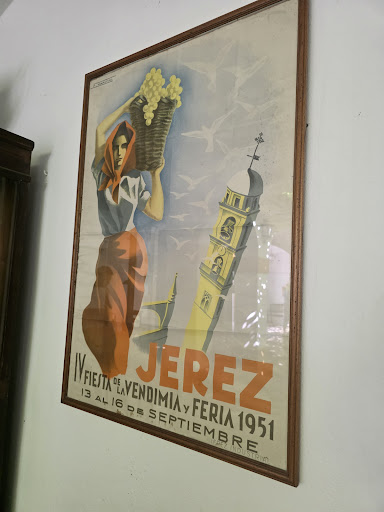 JEREZ
IV FIESTA DE LA VENDIMIA Y FERIA 1951
13 AL 16 DE SEPTIEMBRE